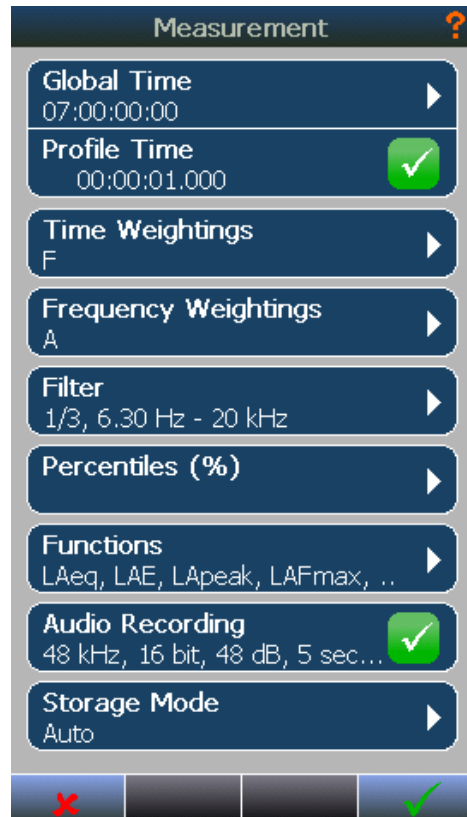 Measurement ?
Global Time
07:00:00:00
Profile Time
00:00:01.000
Time Weightings
F
Frequency Weightings
A
Filter
1/3, 6.30 Hz - 20 kHz
Percentiles (%)
Functions
LAeq, LAE, LApeak, LAFmax, ..
Audio Recording
48 kHz, 16 bit, 48 dB, 5 sec...
Storage Mode
Auto